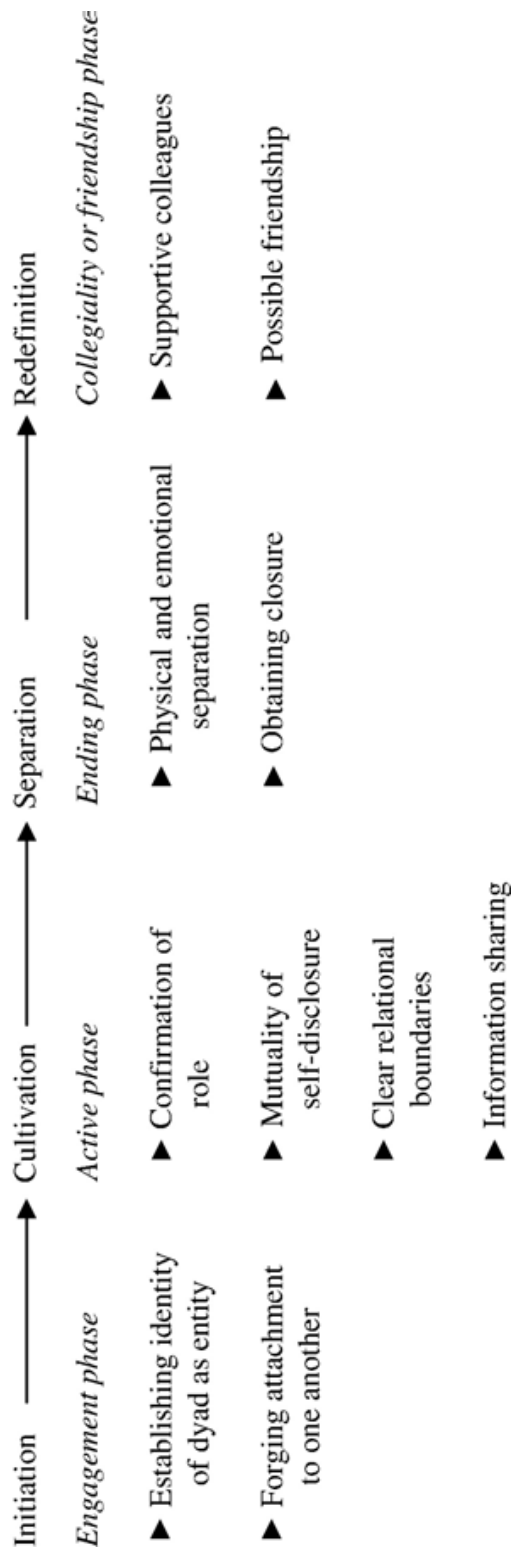 Initiation
Cultivation
Separation
Redefinition
Engagement phase
Active phase
Ending phase
Collegiality or friendship phase
Establishing identity
of dyad as entity
Forging attachment
to one another
Confirmation of
role
Mutuality of
self-disclosure
Clear relational
boundaries
Information sharing
Physical and emotional
separation
Obtaining closure
Supportive colleagues
Possible friendship